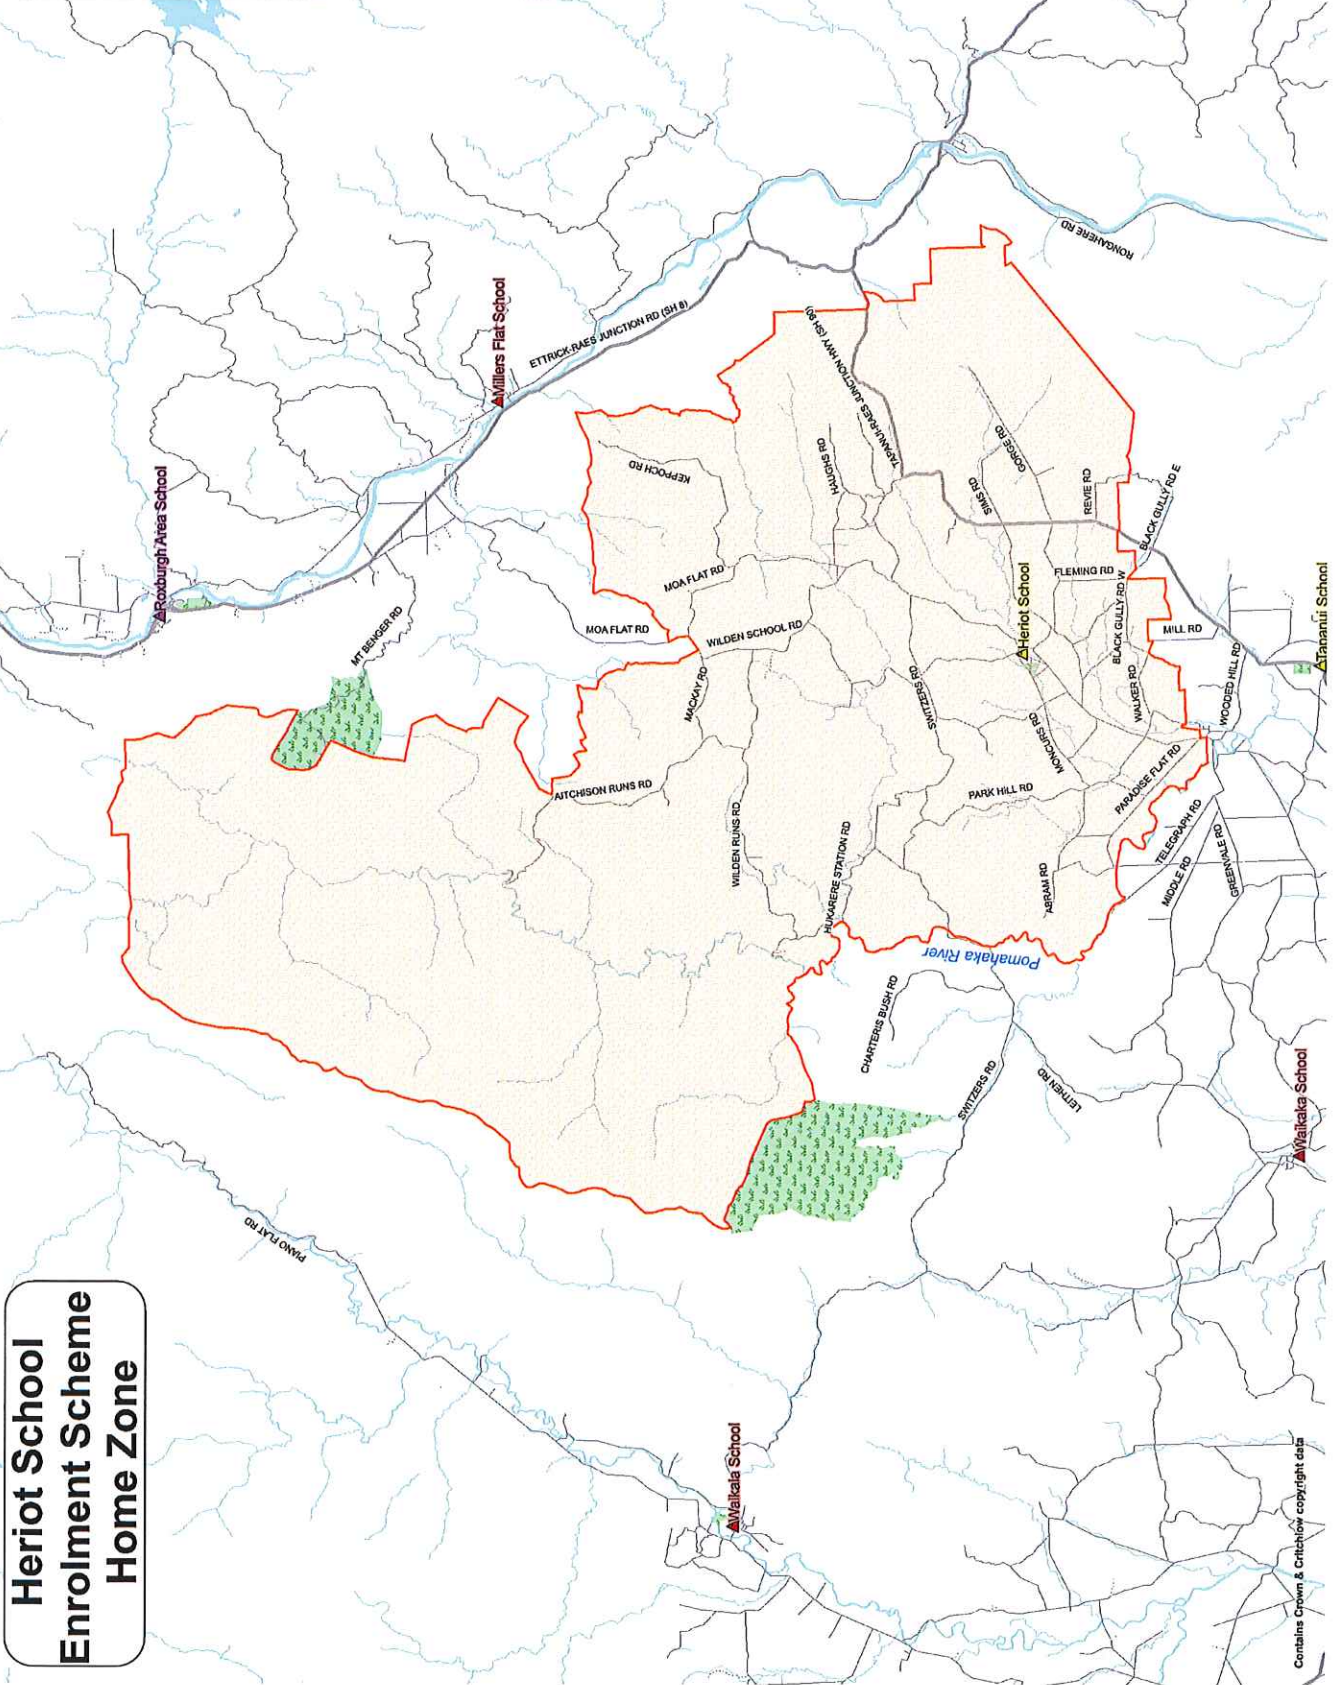 Heriot School
Enrolment Scheme
Home Zone
Roxburgh Area School
Millers Flat School
ETTRICK-RAES JUNCTION RD (SH 8)
MT BENGER RD
MOA FLAT RD
KEPPOCH RD
MOA FLAT RD
WILDEN SCHOOL RD
MACKAY RD
AITCHISON RUNS RD
WILDEN RUNS RD
HUKARERE STATION RD
SWITZERS RD
HAUGHS RD
TAPANUI-RAES JUNCTION HWY (SH 90)
RONGAHERE RD
GORGE RD
SIMS RD
REVIE RD
BLACK GULLY RD E
FLEMING RD
BLACK GULLY RD W
Heriot School
MILL RD
WALKER RD
WOODED HILL RD
Tapanui School
MONCURS RD
PARK HILL RD
PARADISE FLAT RD
ABRAM RD
TELEGRAPH RD
MIDDLE RD
GREENVALE RD
Pomahaka River
CHARTERIS BUSH RD
SWITZERS RD
LEITHEN RD
Waikaka School
PIANO FLAT RD
Waikaia School
Contains Crown & Critchlow copyright data